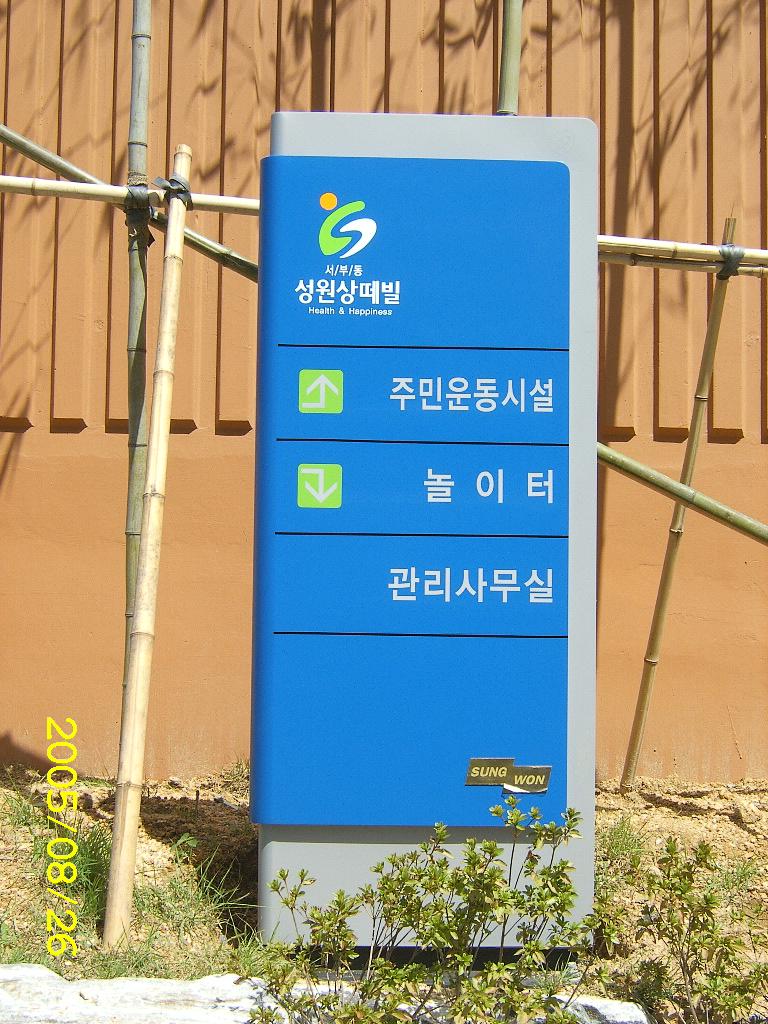 서/부/동
성원상떼빌
Health & Happiness
주민운동시설
놀이터
관리사무실
SUNG WON
2005/08/26